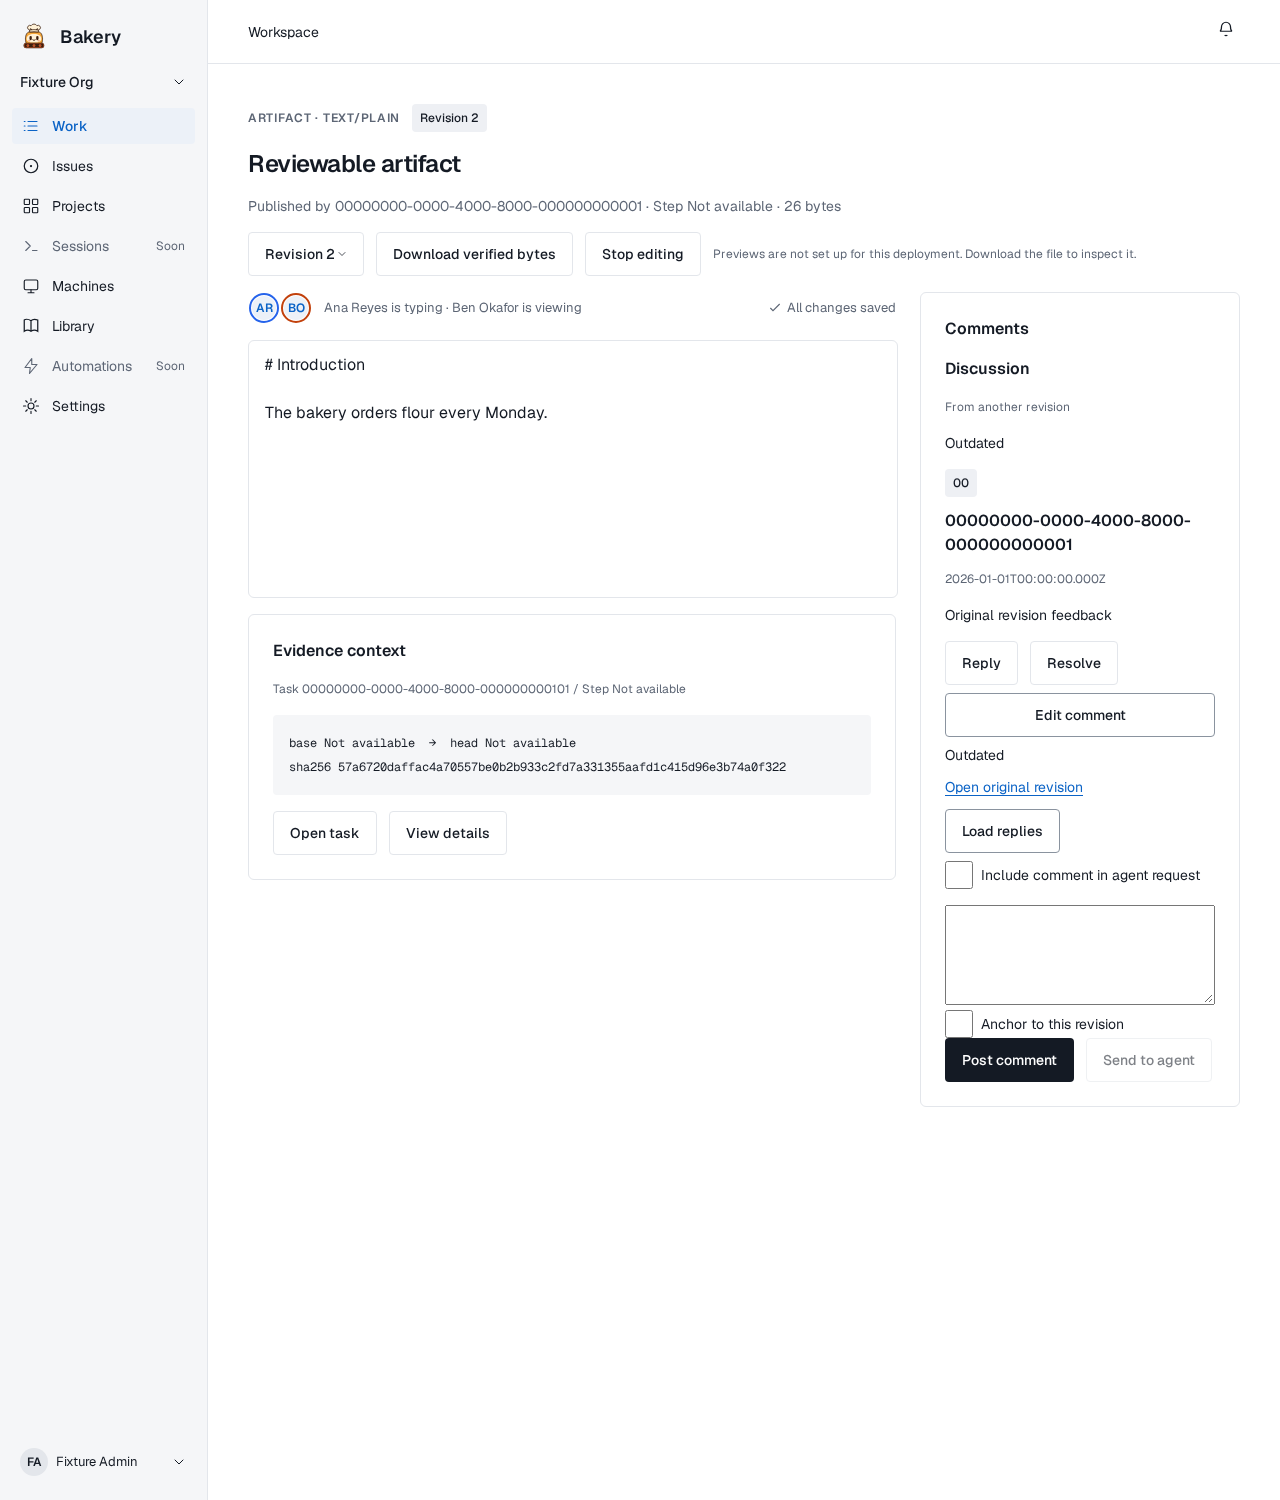 Bakery
Fixture Org
Work
Issues
Projects
Sessions Soon
Machines
Library
Automations Soon
Settings
FA Fixture Admin
Workspace
ARTIFACT · TEXT/PLAIN Revision 2
Reviewable artifact
Published by 00000000-0000-4000-8000-000000000001 · Step Not available · 26 bytes
Revision 2 Download verified bytes Stop editing Previews are not set up for this deployment. Download the file to inspect it.
AR BO Ana Reyes is typing · Ben Okafor is viewing All changes saved
# Introduction
The bakery orders flour every Monday.
Evidence context
Task 00000000-0000-4000-8000-000000000101 / Step Not available
base Not available → head Not available
sha256 57a6720daffac4a70557be0b2b933c2fd7a331355aafd1c415d96e3b74a0f322
Open task View details
Comments
Discussion
From another revision
Outdated
00
00000000-0000-4000-8000-
000000000001
2026-01-01T00:00:00.000Z
Original revision feedback
Reply Resolve
Edit comment
Outdated
Open original revision
Load replies
Include comment in agent request
Anchor to this revision
Post comment Send to agent